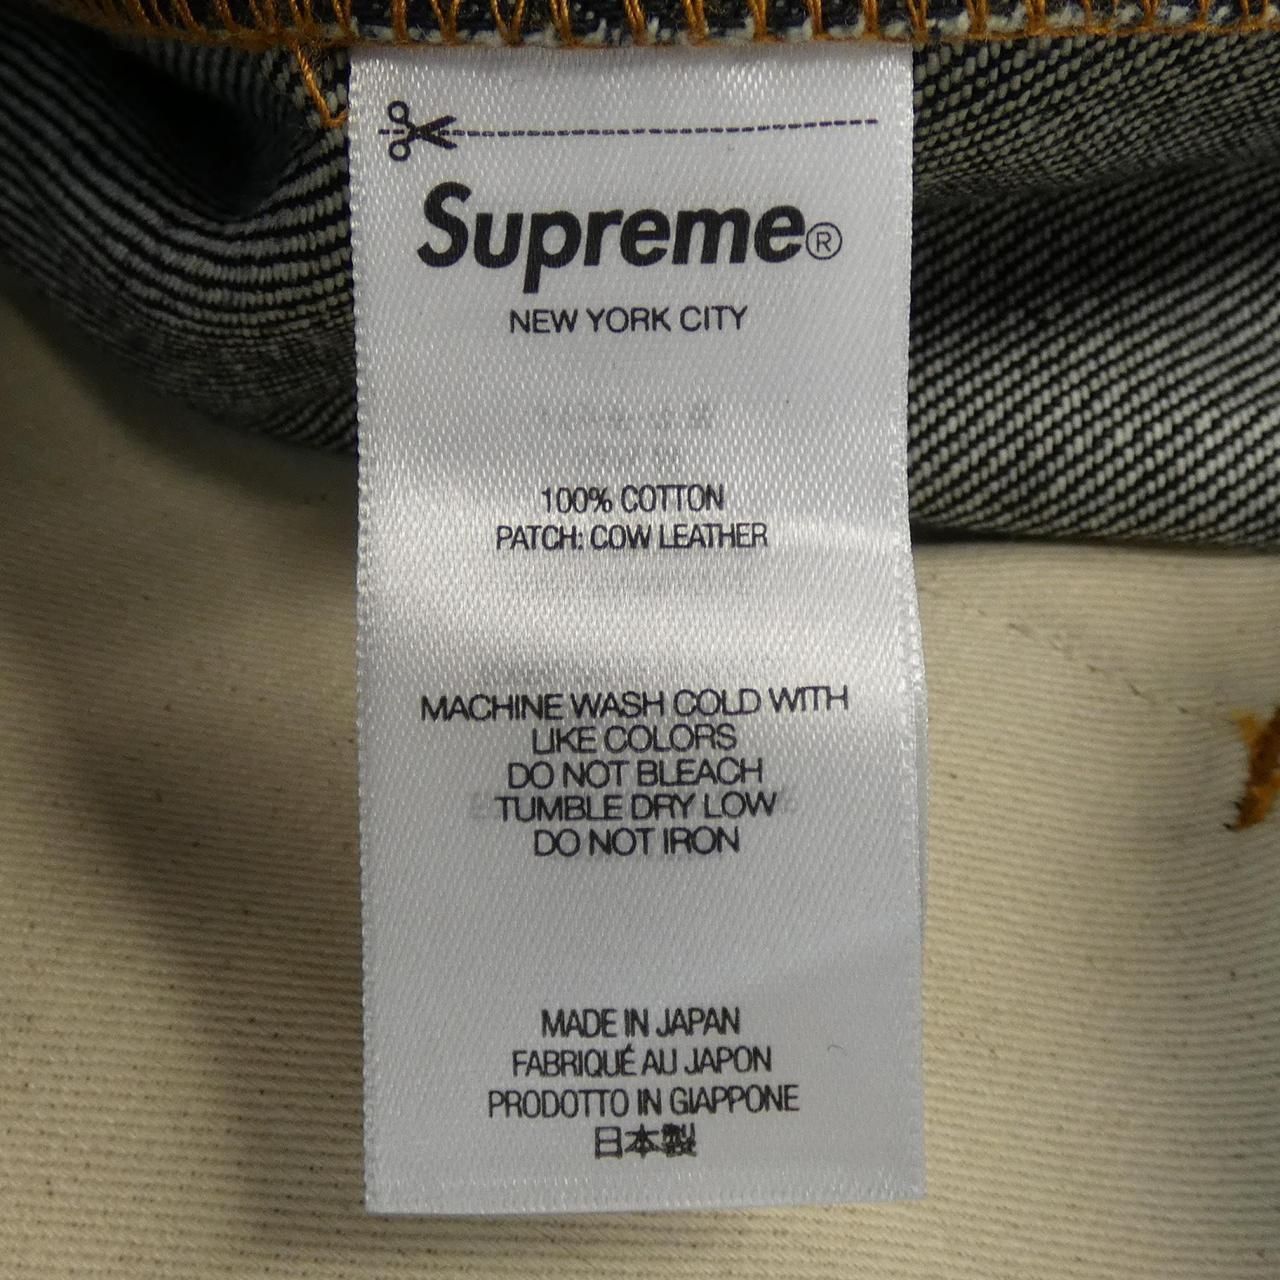 Supreme®
NEW YORK CITY
100% COTTON
PATCH: COW LEATHER
MACHINE WASH COLD WITH
LIKE COLORS
DO NOT BLEACH
TUMBLE DRY LOW
DO NOT IRON
MADE IN JAPAN
FABRIQUÉ AU JAPON
PRODOTTO IN GIAPPONE
日本製